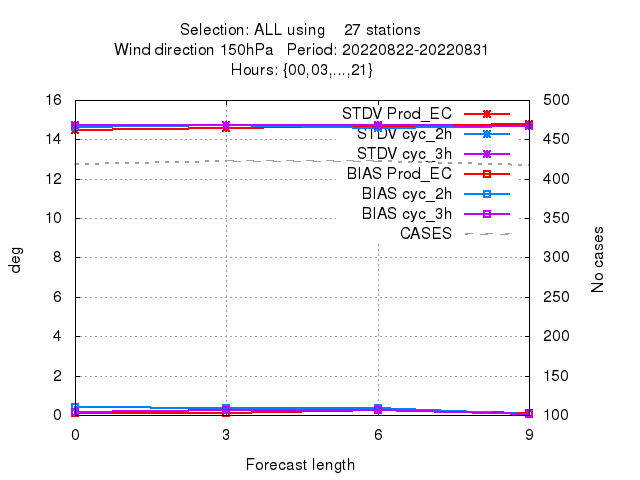 Selection: ALL using    27 stations
Wind direction 150hPa   Period: 20220822-20220831
Hours: {00,03,...,21}
16 STDV Prod_EC 500
14 STDV cyc_2h 450
STDV cyc_3h
12 BIAS Prod_EC 400
BIAS cyc_2h
10 BIAS cyc_3h 350
CASES
8 300
6 250
4 200
2 150
0 100
0 3 6 9
deg
No cases
Forecast length